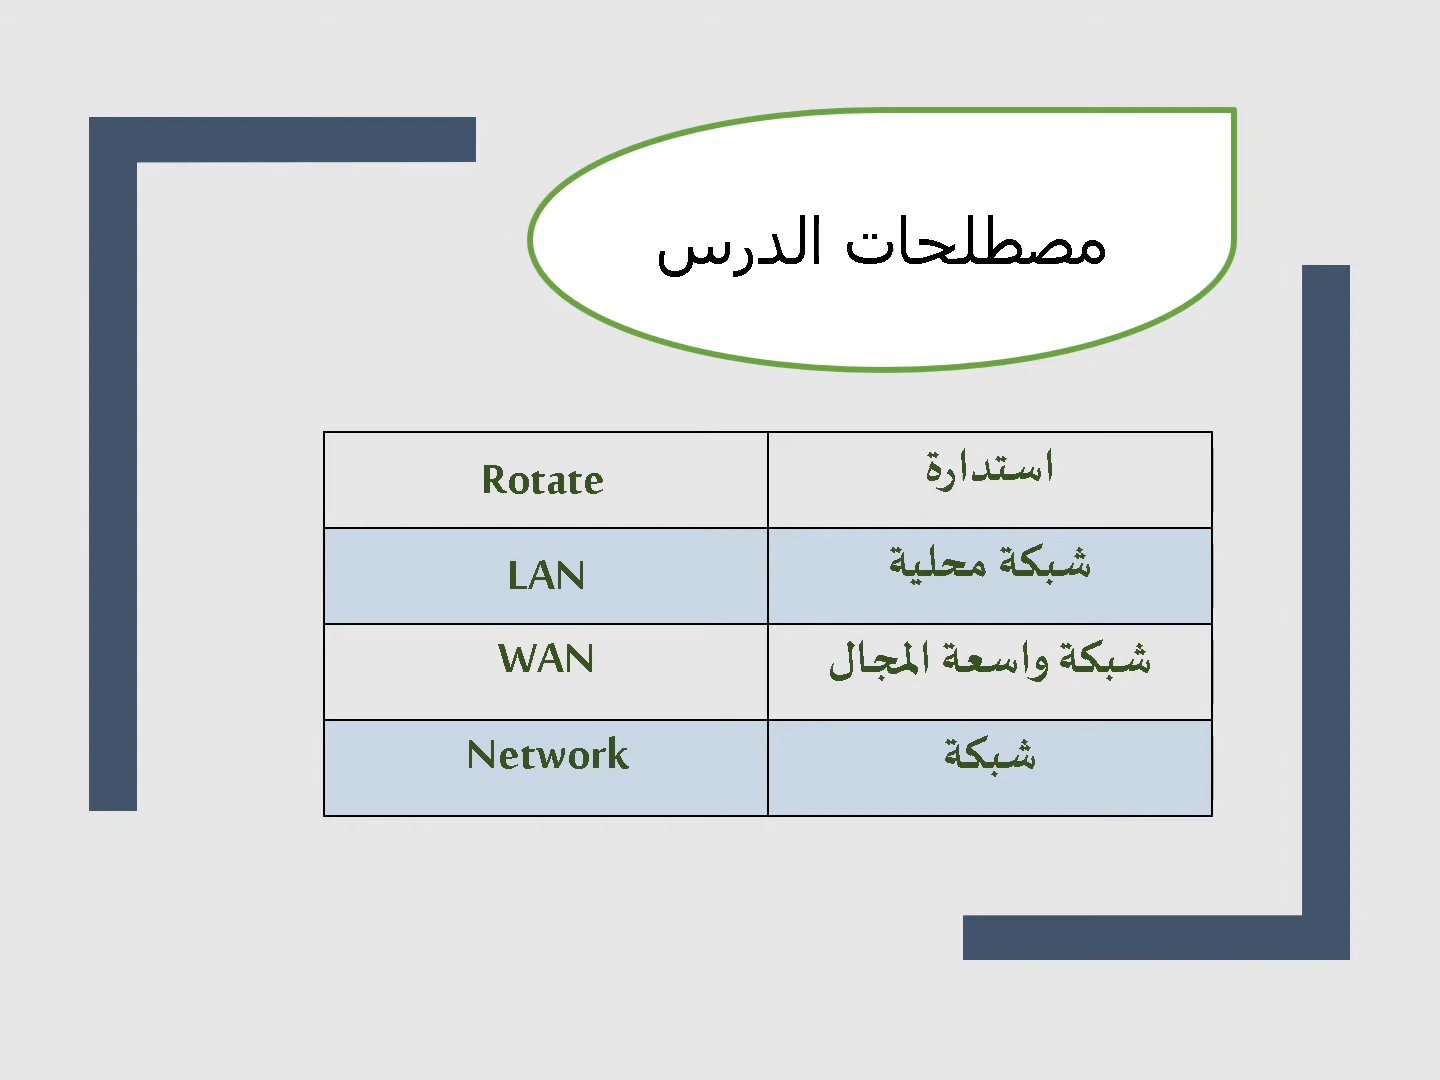 مصطلحات الدرس
استدارة Rotate
شبكة محلية LAN
شبكة واسعة المجال WAN
شبكة Network